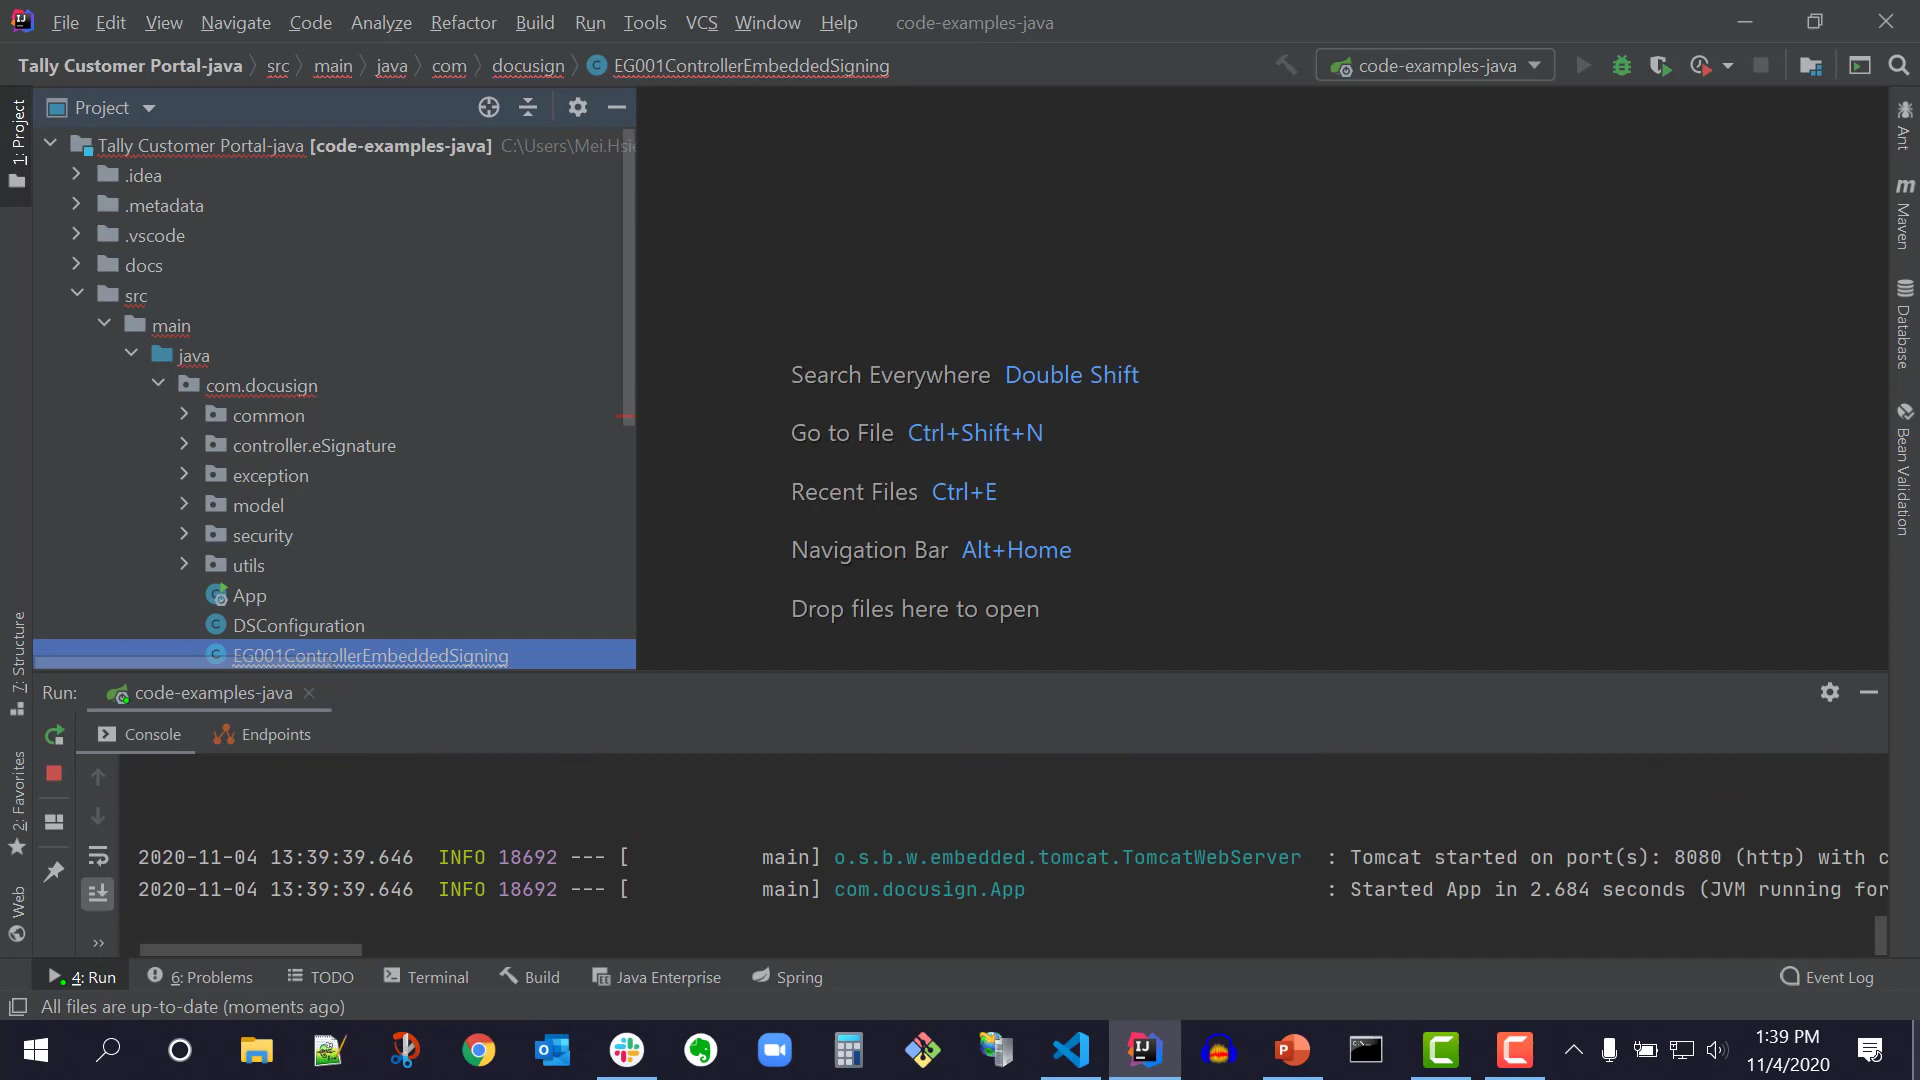 File Edit View Navigate Code Analyze Refactor Build Run Tools VCS Window Help code-examples-java
Tally Customer Portal-java src main java com docusign EG001ControllerEmbeddedSigning code-examples-java
Project
Tally Customer Portal-java [code-examples-java] C:\Users\Mei.Hsie
.idea
.metadata
.vscode
docs
src
main
java
com.docusign
common
controller.eSignature
exception
model
security
utils
App
DSConfiguration
EG001ControllerEmbeddedSigning
1: Project
7: Structure
2: Favorites
Web
Search Everywhere Double Shift
Go to File Ctrl+Shift+N
Recent Files Ctrl+E
Navigation Bar Alt+Home
Drop files here to open
Ant
Maven
Database
Bean Validation
Run: code-examples-java
Console Endpoints
2020-11-04 13:39:39.646 INFO 18692 --- [ main] o.s.b.w.embedded.tomcat.TomcatWebServer : Tomcat started on port(s): 8080 (http) with c
2020-11-04 13:39:39.646 INFO 18692 --- [ main] com.docusign.App : Started App in 2.684 seconds (JVM running for
4: Run 6: Problems TODO Terminal Build Java Enterprise Spring Event Log
All files are up-to-date (moments ago)
1:39 PM
11/4/2020